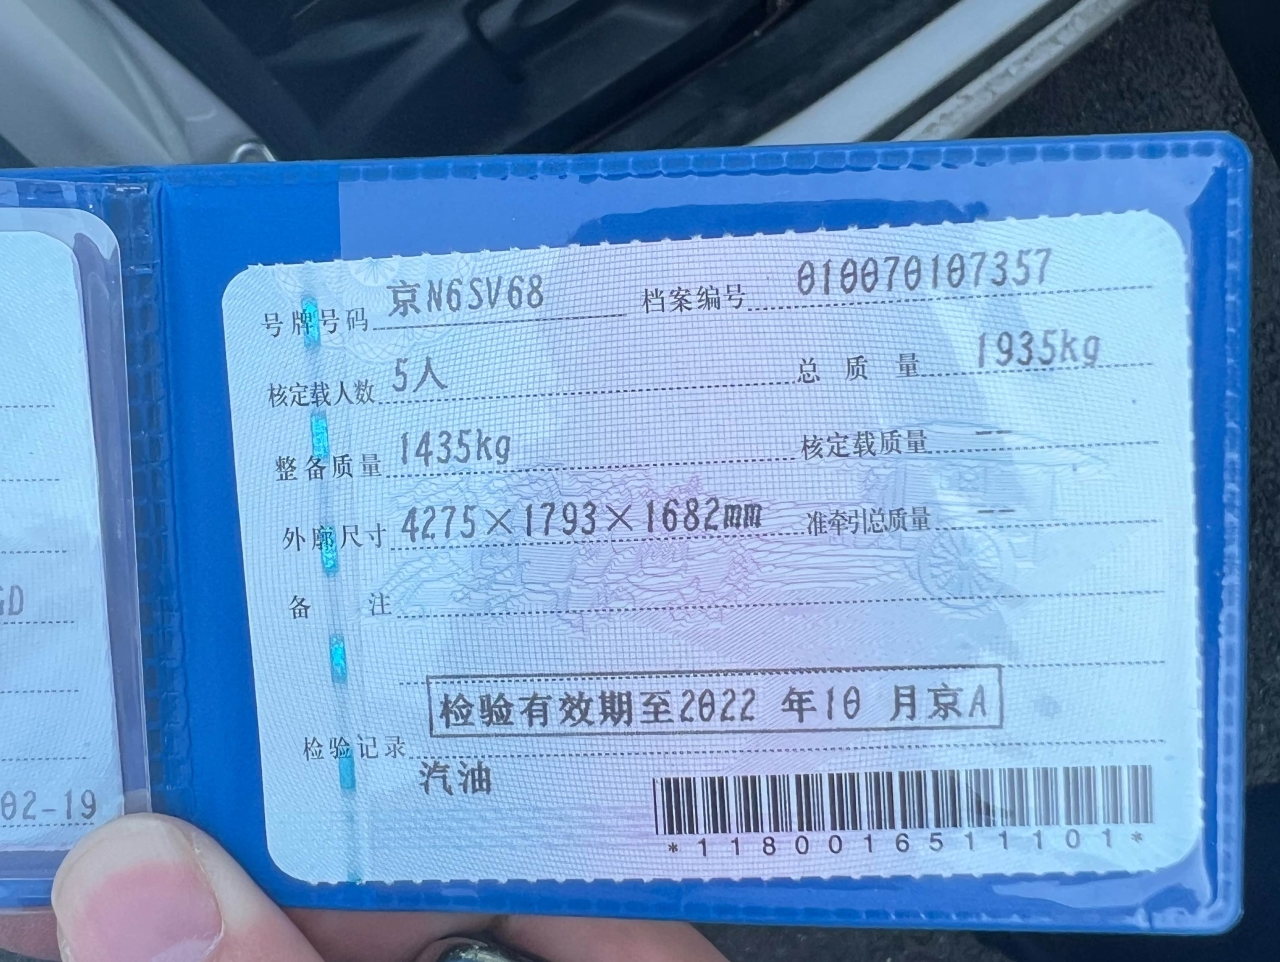 号牌号码 京N6SV68 档案编号 010070107357
核定载人数 5人 总质量 1935kg
整备质量 1435kg 核定载质量 --
外廓尺寸 4275×1793×1682mm 准牵引总质量 --
备注
检验有效期至2022 年10 月京A
检验记录
汽油
*118001651101*
GD
02-19